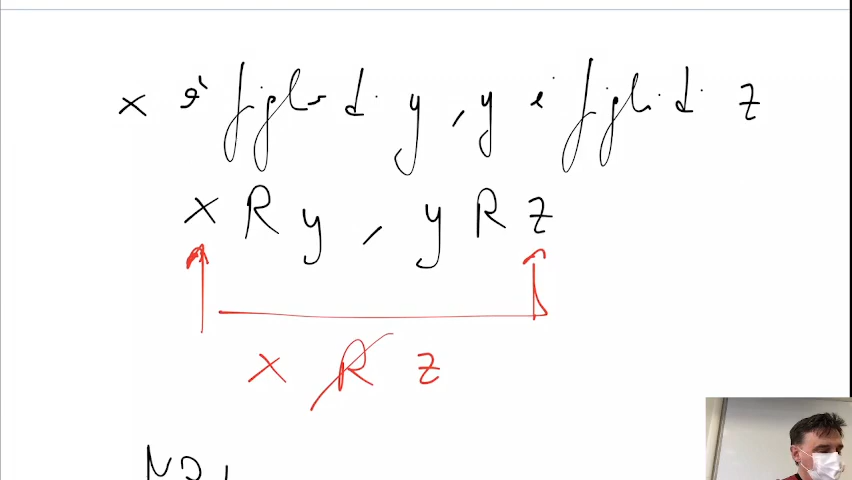 x è figlio di y, y è figlio di z
x R y, y R z
x R̸ z